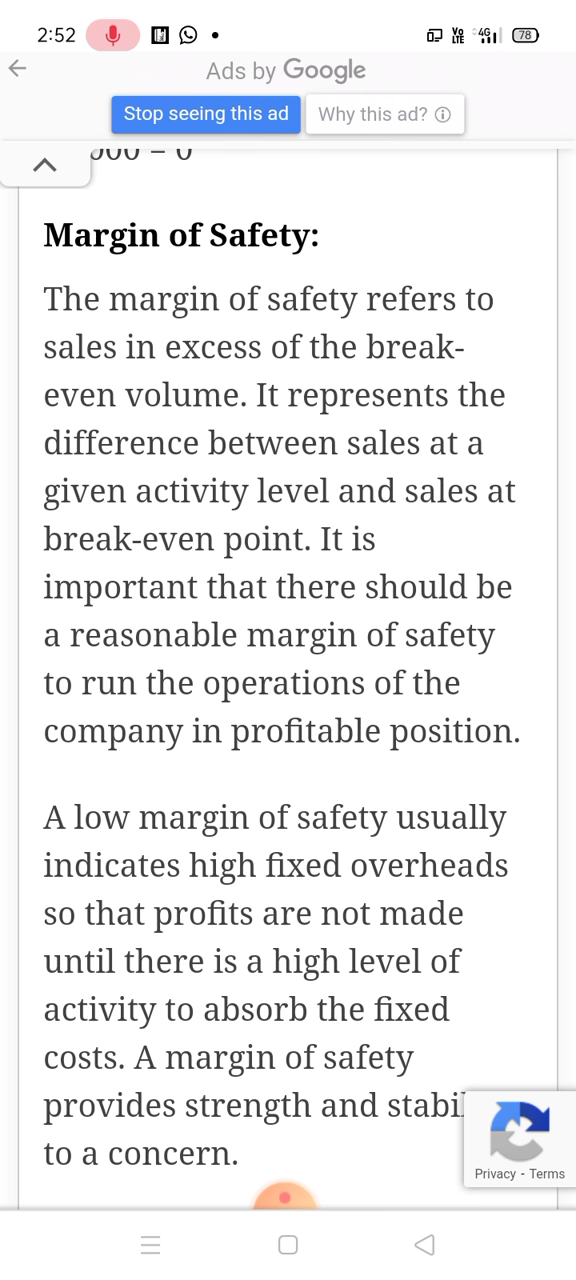 2:52
Vo LTE 4G 78
Ads by Google
Stop seeing this ad Why this ad?
Margin of Safety:
The margin of safety refers to
sales in excess of the break-
even volume. It represents the
difference between sales at a
given activity level and sales at
break-even point. It is
important that there should be
a reasonable margin of safety
to run the operations of the
company in profitable position.
A low margin of safety usually
indicates high fixed overheads
so that profits are not made
until there is a high level of
activity to absorb the fixed
costs. A margin of safety
provides strength and stabil
to a concern.
Privacy - Terms